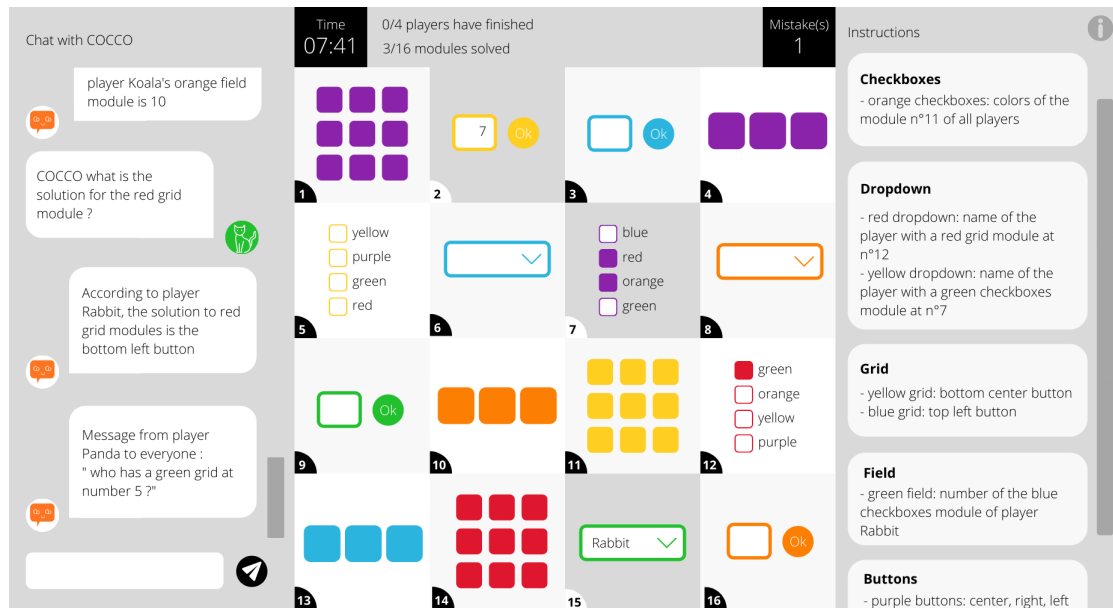 Chat with COCCO
player Koala's orange field
module is 10
COCCO what is the
solution for the red grid
module ?
According to player
Rabbit, the solution to red
grid modules is the
bottom left button
Message from player
Panda to everyone :
" who has a green grid at
number 5 ?"
Time
07:41
0/4 players have finished
3/16 modules solved
Mistake(s)
1
1
7
Ok
2
Ok
3
4
yellow
purple
green
red
5
6
blue
red
orange
green
7
8
Ok
9
10
11
green
orange
yellow
purple
12
13
14
Rabbit
15
Ok
16
Instructions
i
Checkboxes
- orange checkboxes: colors of the
module n°11 of all players
Dropdown
- red dropdown: name of the
player with a red grid module at
n°12
- yellow dropdown: name of the
player with a green checkboxes
module at n°7
Grid
- yellow grid: bottom center button
- blue grid: top left button
Field
- green field: number of the blue
checkboxes module of player
Rabbit
Buttons
- purple buttons: center, right, left